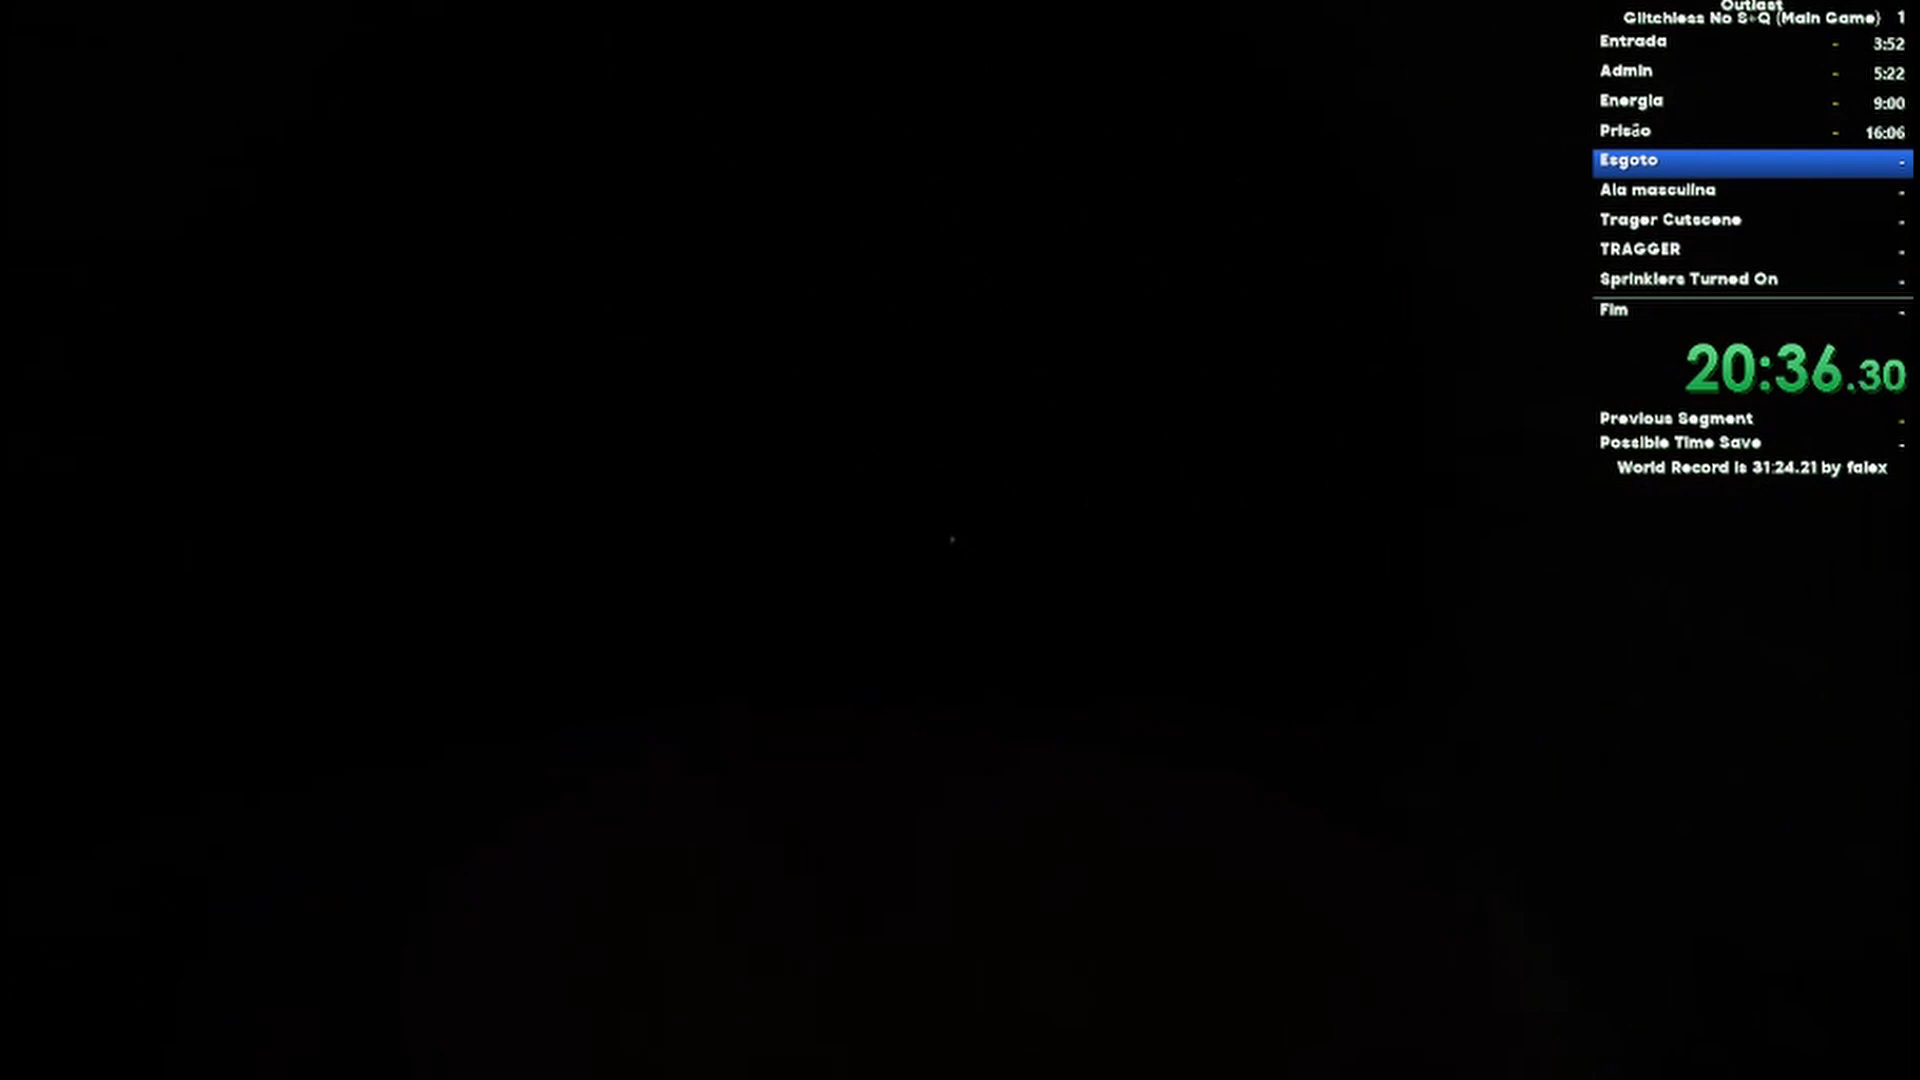 Outlast
Glitchless No S+Q (Main Game) 1
Entrada - 3:52
Admin - 5:22
Energia - 9:00
Prisão - 16:06
Esgoto -
Ala masculina -
Trager Cutscene -
TRAGGER -
Sprinklers Turned On -
Fim -
20:36.30
Previous Segment -
Possible Time Save -
World Record is 31:24.21 by falex